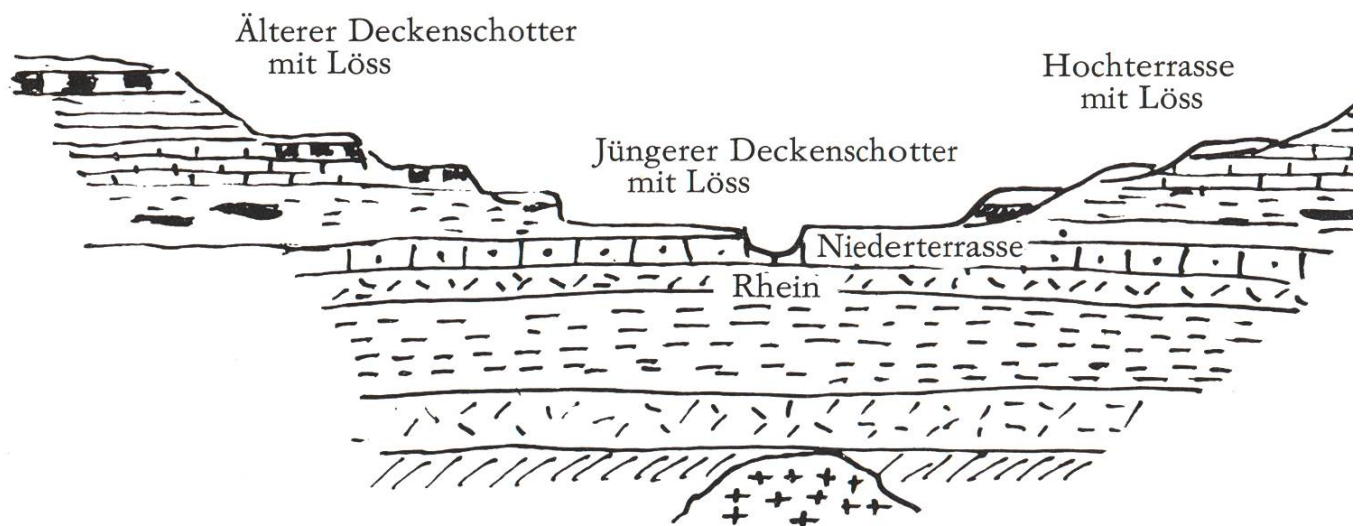 Älterer Deckenschotter
mit Löss
Hochterrasse
mit Löss
Jüngerer Deckenschotter
mit Löss
Niederterrasse
Rhein